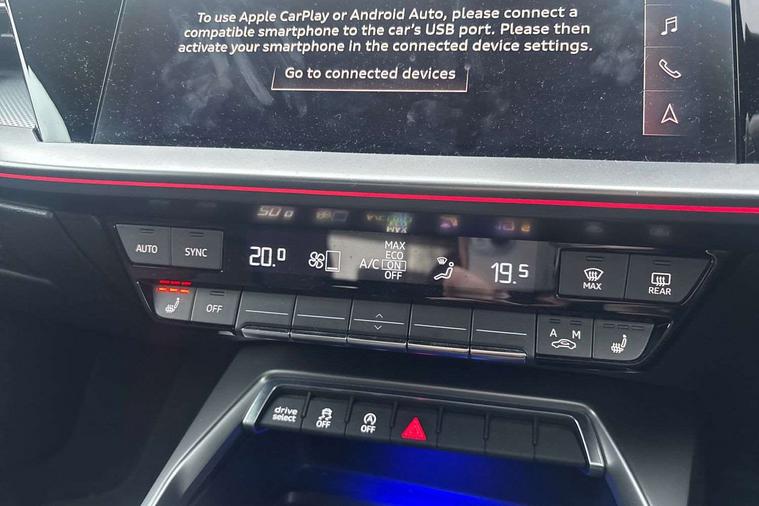 To use Apple CarPlay or Android Auto, please connect a
compatible smartphone to the car's USB port. Please then
activate your smartphone in the connected device settings.
Go to connected devices
AUTO
SYNC
20.0
A/C
MAX
ECO
ON
OFF
19.5
MAX
REAR
OFF
A M
drive
select
OFF
OFF